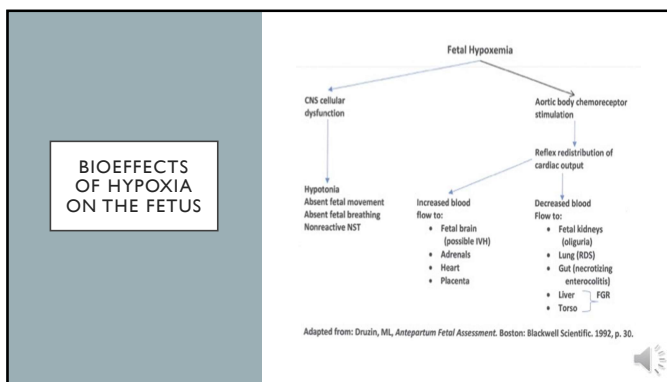 BIOEFFECTS
OF HYPOXIA
ON THE FETUS
Fetal Hypoxemia
CNS cellular
dysfunction
Aortic body chemoreceptor
stimulation
Reflex redistribution of
cardiac output
Hypotonia
Absent fetal movement
Absent fetal breathing
Nonreactive NST
Increased blood
flow to:
• Fetal brain
(possible IVH)
• Adrenals
• Heart
• Placenta
Decreased blood
Flow to:
• Fetal kidneys
(oliguria)
• Lung (RDS)
• Gut (necrotizing
enterocolitis)
• Liver
FGR
• Torso
Adapted from: Druzin, ML, Antepartum Fetal Assessment. Boston: Blackwell Scientific. 1992, p. 30.